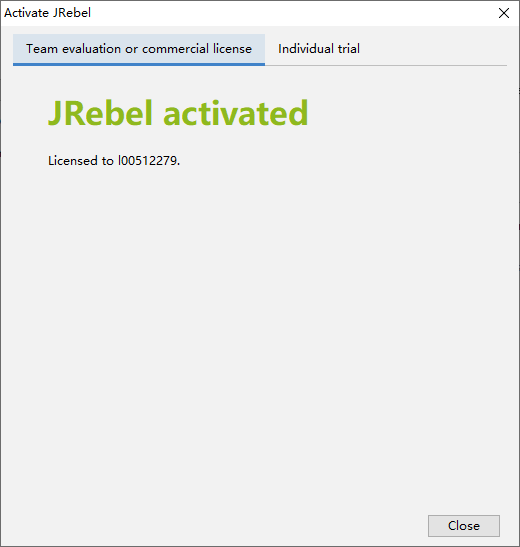 Activate JRebel
Team evaluation or commercial license
Individual trial
JRebel activated
Licensed to l00512279.
Close